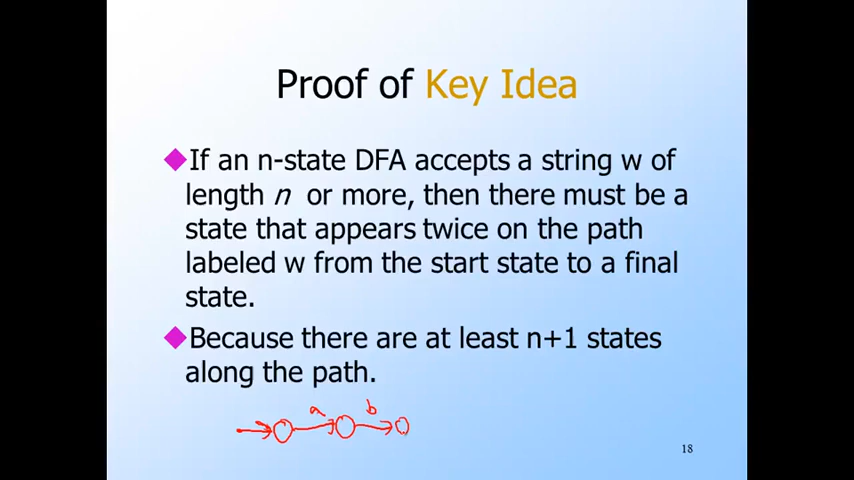 Proof of Key Idea
If an n-state DFA accepts a string w of
length n or more, then there must be a
state that appears twice on the path
labeled w from the start state to a final
state.
Because there are at least n+1 states
along the path.
a b
18